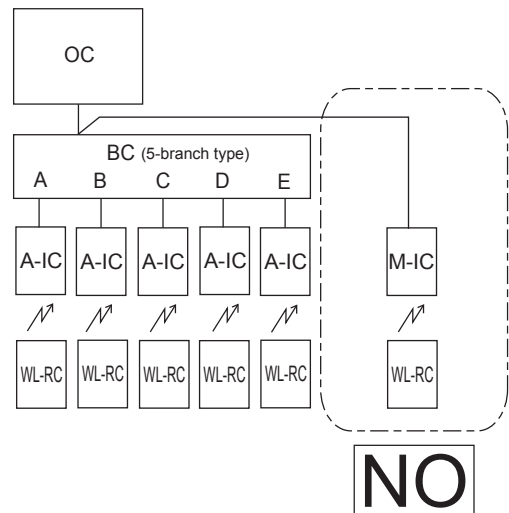 OC
BC (5-branch type)
A B C D E
A-IC A-IC A-IC A-IC A-IC M-IC
WL-RC WL-RC WL-RC WL-RC WL-RC WL-RC
NO